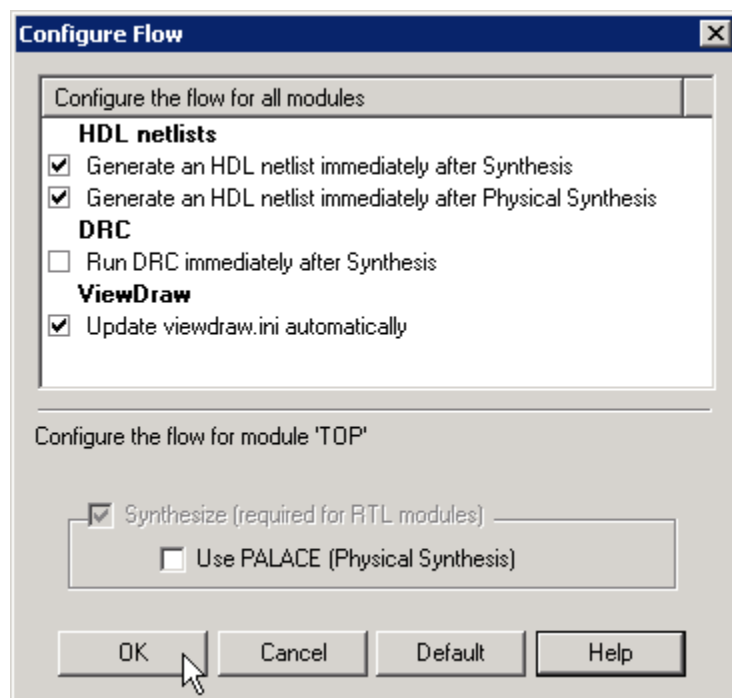 Configure Flow
Configure the flow for all modules
HDL netlists
Generate an HDL netlist immediately after Synthesis
Generate an HDL netlist immediately after Physical Synthesis
DRC
Run DRC immediately after Synthesis
ViewDraw
Update viewdraw.ini automatically
Configure the flow for module 'TOP'
Synthesize (required for RTL modules)
Use PALACE (Physical Synthesis)
OK Cancel Default Help